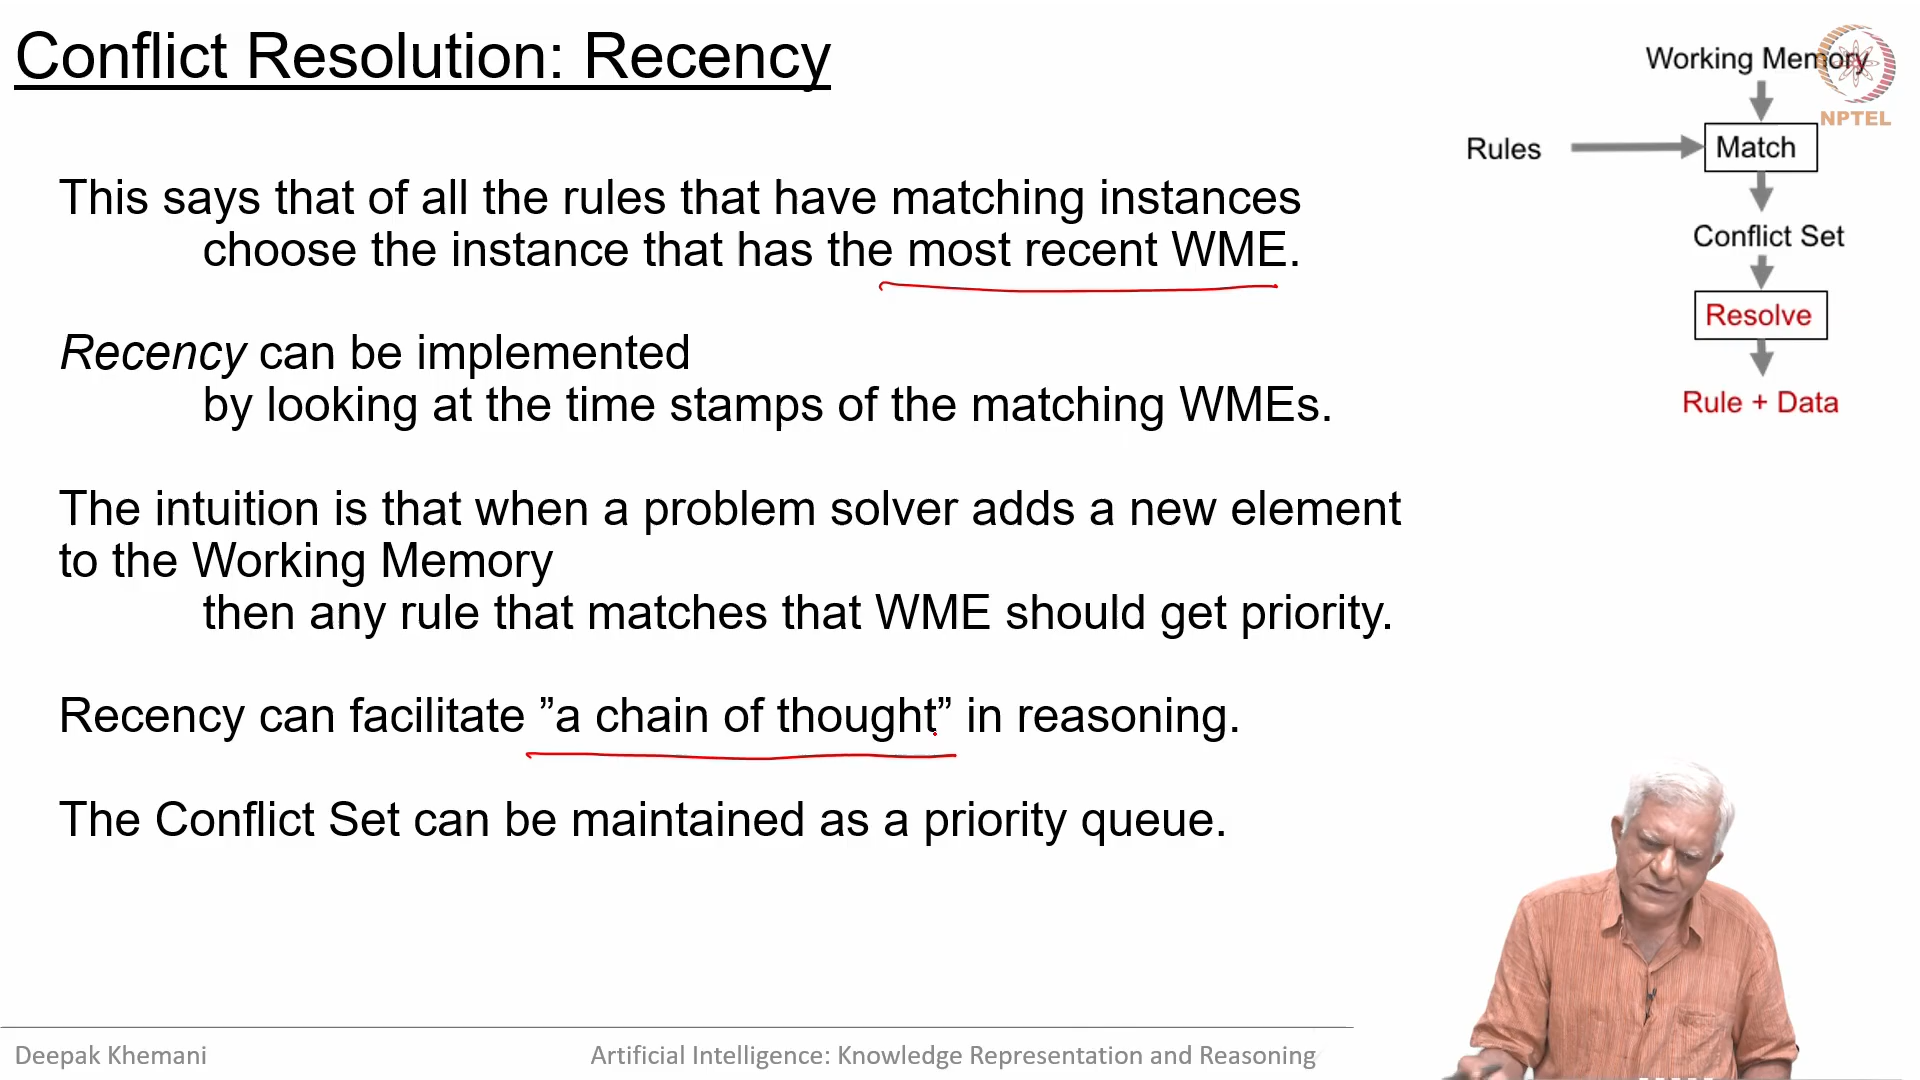 Conflict Resolution: Recency
This says that of all the rules that have matching instances
choose the instance that has the most recent WME.
Recency can be implemented
by looking at the time stamps of the matching WMEs.
The intuition is that when a problem solver adds a new element
to the Working Memory
then any rule that matches that WME should get priority.
Recency can facilitate ”a chain of thought” in reasoning.
The Conflict Set can be maintained as a priority queue.
Working Memory
NPTEL
Rules
Match
Conflict Set
Resolve
Rule + Data
Deepak Khemani
Artificial Intelligence: Knowledge Representation and Reasoning